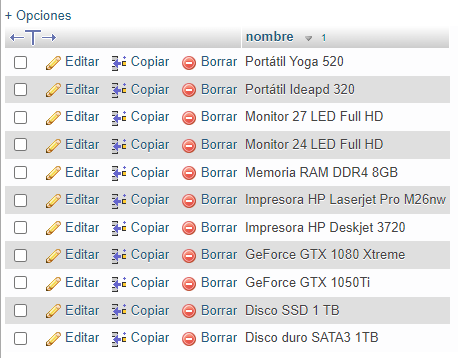 + Opciones
nombre 1
Editar Copiar Borrar Portátil Yoga 520
Editar Copiar Borrar Portátil Ideapd 320
Editar Copiar Borrar Monitor 27 LED Full HD
Editar Copiar Borrar Monitor 24 LED Full HD
Editar Copiar Borrar Memoria RAM DDR4 8GB
Editar Copiar Borrar Impresora HP Laserjet Pro M26nw
Editar Copiar Borrar Impresora HP Deskjet 3720
Editar Copiar Borrar GeForce GTX 1080 Xtreme
Editar Copiar Borrar GeForce GTX 1050Ti
Editar Copiar Borrar Disco SSD 1 TB
Editar Copiar Borrar Disco duro SATA3 1TB